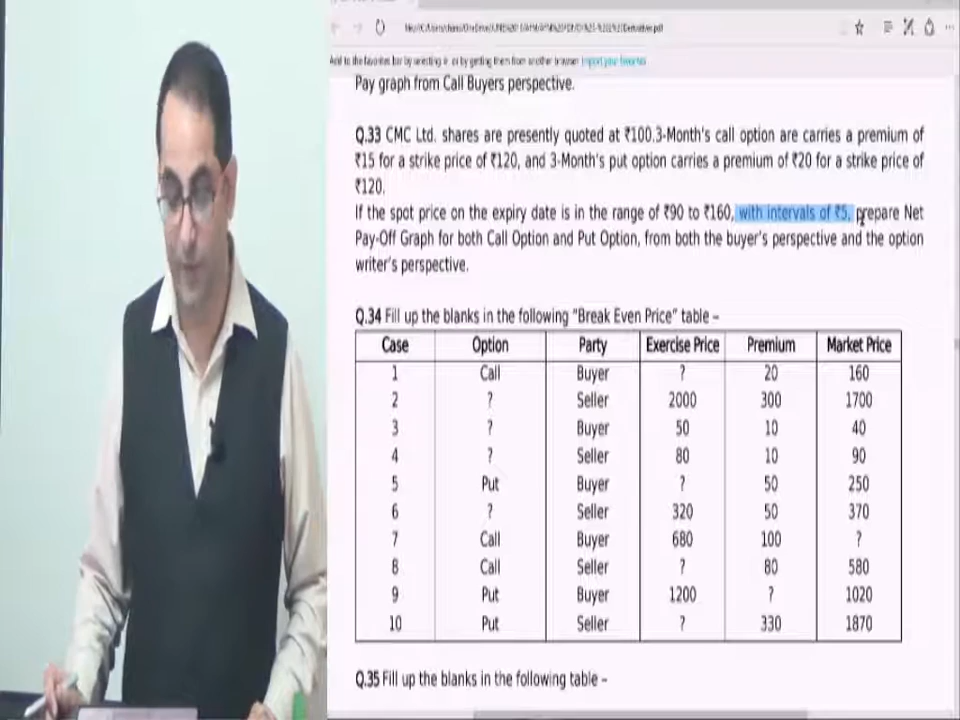 Add to the favorites bar by selecting or by getting them from another browser. Import your favorites
Pay graph from Call Buyers perspective.
Q.33 CMC Ltd. shares are presently quoted at ₹100.3-Month's call option are carries a premium of
₹15 for a strike price of ₹120, and 3-Month's put option carries a premium of ₹20 for a strike price of
₹120.
If the spot price on the expiry date is in the range of ₹90 to ₹160, with intervals of ₹5, prepare Net
Pay-Off Graph for both Call Option and Put Option, from both the buyer's perspective and the option
writer's perspective.
Q.34 Fill up the blanks in the following "Break Even Price" table –
Case Option Party Exercise Price Premium Market Price
1 Call Buyer ? 20 160
2 ? Seller 2000 300 1700
3 ? Buyer 50 10 40
4 ? Seller 80 10 90
5 Put Buyer ? 50 250
6 ? Seller 320 50 370
7 Call Buyer 680 100 ?
8 Call Seller ? 80 580
9 Put Buyer 1200 ? 1020
10 Put Seller ? 330 1870
Q.35 Fill up the blanks in the following table –